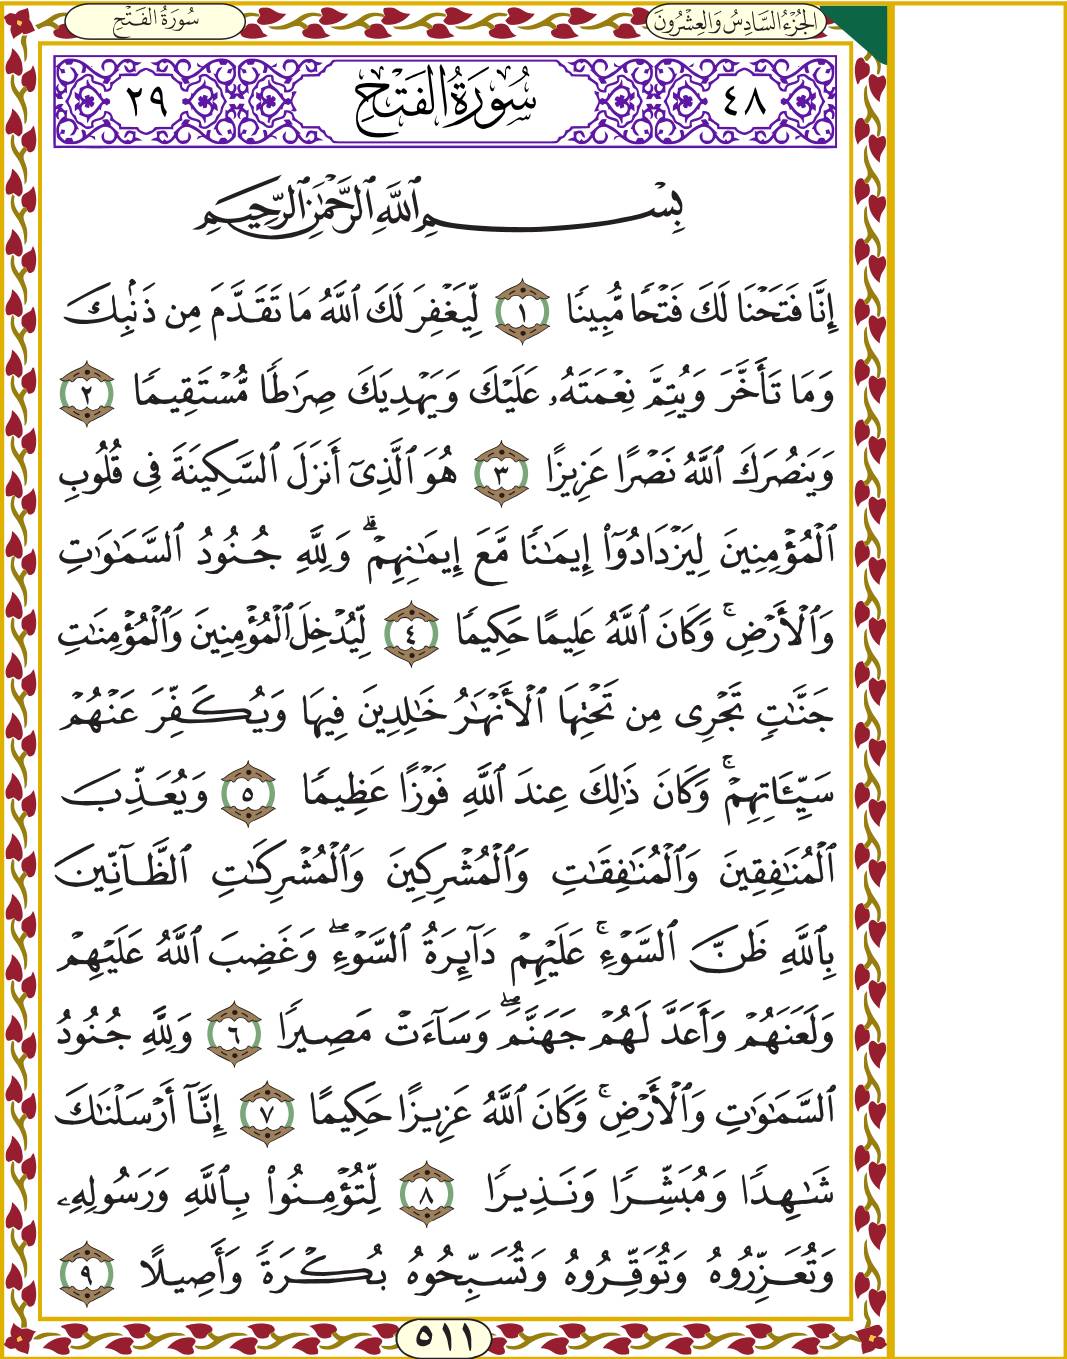 الجُزْءُ السَّادِسُ وَالعِشْرُونَ
سُورَةُ الفَتْحِ
٤٨ سُورَةُ الفَتْحِ ٢٩
بِسْمِ ٱللَّهِ ٱلرَّحْمَٰنِ ٱلرَّحِيمِ
إِنَّا فَتَحْنَا لَكَ فَتْحًا مُّبِينًا ١ لِّيَغْفِرَ لَكَ ٱللَّهُ مَا تَقَدَّمَ مِن ذَنۢبِكَ
وَمَا تَأَخَّرَ وَيُتِمَّ نِعْمَتَهُۥ عَلَيْكَ وَيَهْدِيَكَ صِرَٰطًا مُّسْتَقِيمًا ٢
وَيَنصُرَكَ ٱللَّهُ نَصْرًا عَزِيزًا ٣ هُوَ ٱلَّذِىٓ أَنزَلَ ٱلسَّكِينَةَ فِى قُلُوبِ
ٱلْمُؤْمِنِينَ لِيَزْدَادُوٓا۟ إِيمَٰنًا مَّعَ إِيمَٰنِهِمْ ۗ وَلِلَّهِ جُنُودُ ٱلسَّمَٰوَٰتِ
وَٱلْأَرْضِ ۚ وَكَانَ ٱللَّهُ عَلِيمًا حَكِيمًا ٤ لِّيُدْخِلَ ٱلْمُؤْمِنِينَ وَٱلْمُؤْمِنَٰتِ
جَنَّٰتٍ تَجْرِى مِن تَحْتِهَا ٱلْأَنْهَٰرُ خَٰلِدِينَ فِيهَا وَيُكَفِّرَ عَنْهُمْ
سَيِّـَٔاتِهِمْ ۚ وَكَانَ ذَٰلِكَ عِندَ ٱللَّهِ فَوْزًا عَظِيمًا ٥ وَيُعَذِّبَ
ٱلْمُنَٰفِقِينَ وَٱلْمُنَٰفِقَٰتِ وَٱلْمُشْرِكِينَ وَٱلْمُشْرِكَٰتِ ٱلظَّآنِّينَ
بِٱللَّهِ ظَنَّ ٱلسَّوْءِ ۚ عَلَيْهِمْ دَآئِرَةُ ٱلسَّوْءِ ۖ وَغَضِبَ ٱللَّهُ عَلَيْهِمْ
وَلَعَنَهُمْ وَأَعَدَّ لَهُمْ جَهَنَّمَ ۖ وَسَآءَتْ مَصِيرًا ٦ وَلِلَّهِ جُنُودُ
ٱلسَّمَٰوَٰتِ وَٱلْأَرْضِ ۚ وَكَانَ ٱللَّهُ عَزِيزًا حَكِيمًا ٧ إِنَّآ أَرْسَلْنَٰكَ
شَٰهِدًا وَمُبَشِّرًا وَنَذِيرًا ٨ لِّتُؤْمِنُوا۟ بِٱللَّهِ وَرَسُولِهِۦ
وَتُعَزِّرُوهُ وَتُوَقِّرُوهُ وَتُسَبِّحُوهُ بُكْرَةً وَأَصِيلًا ٩
٥١١